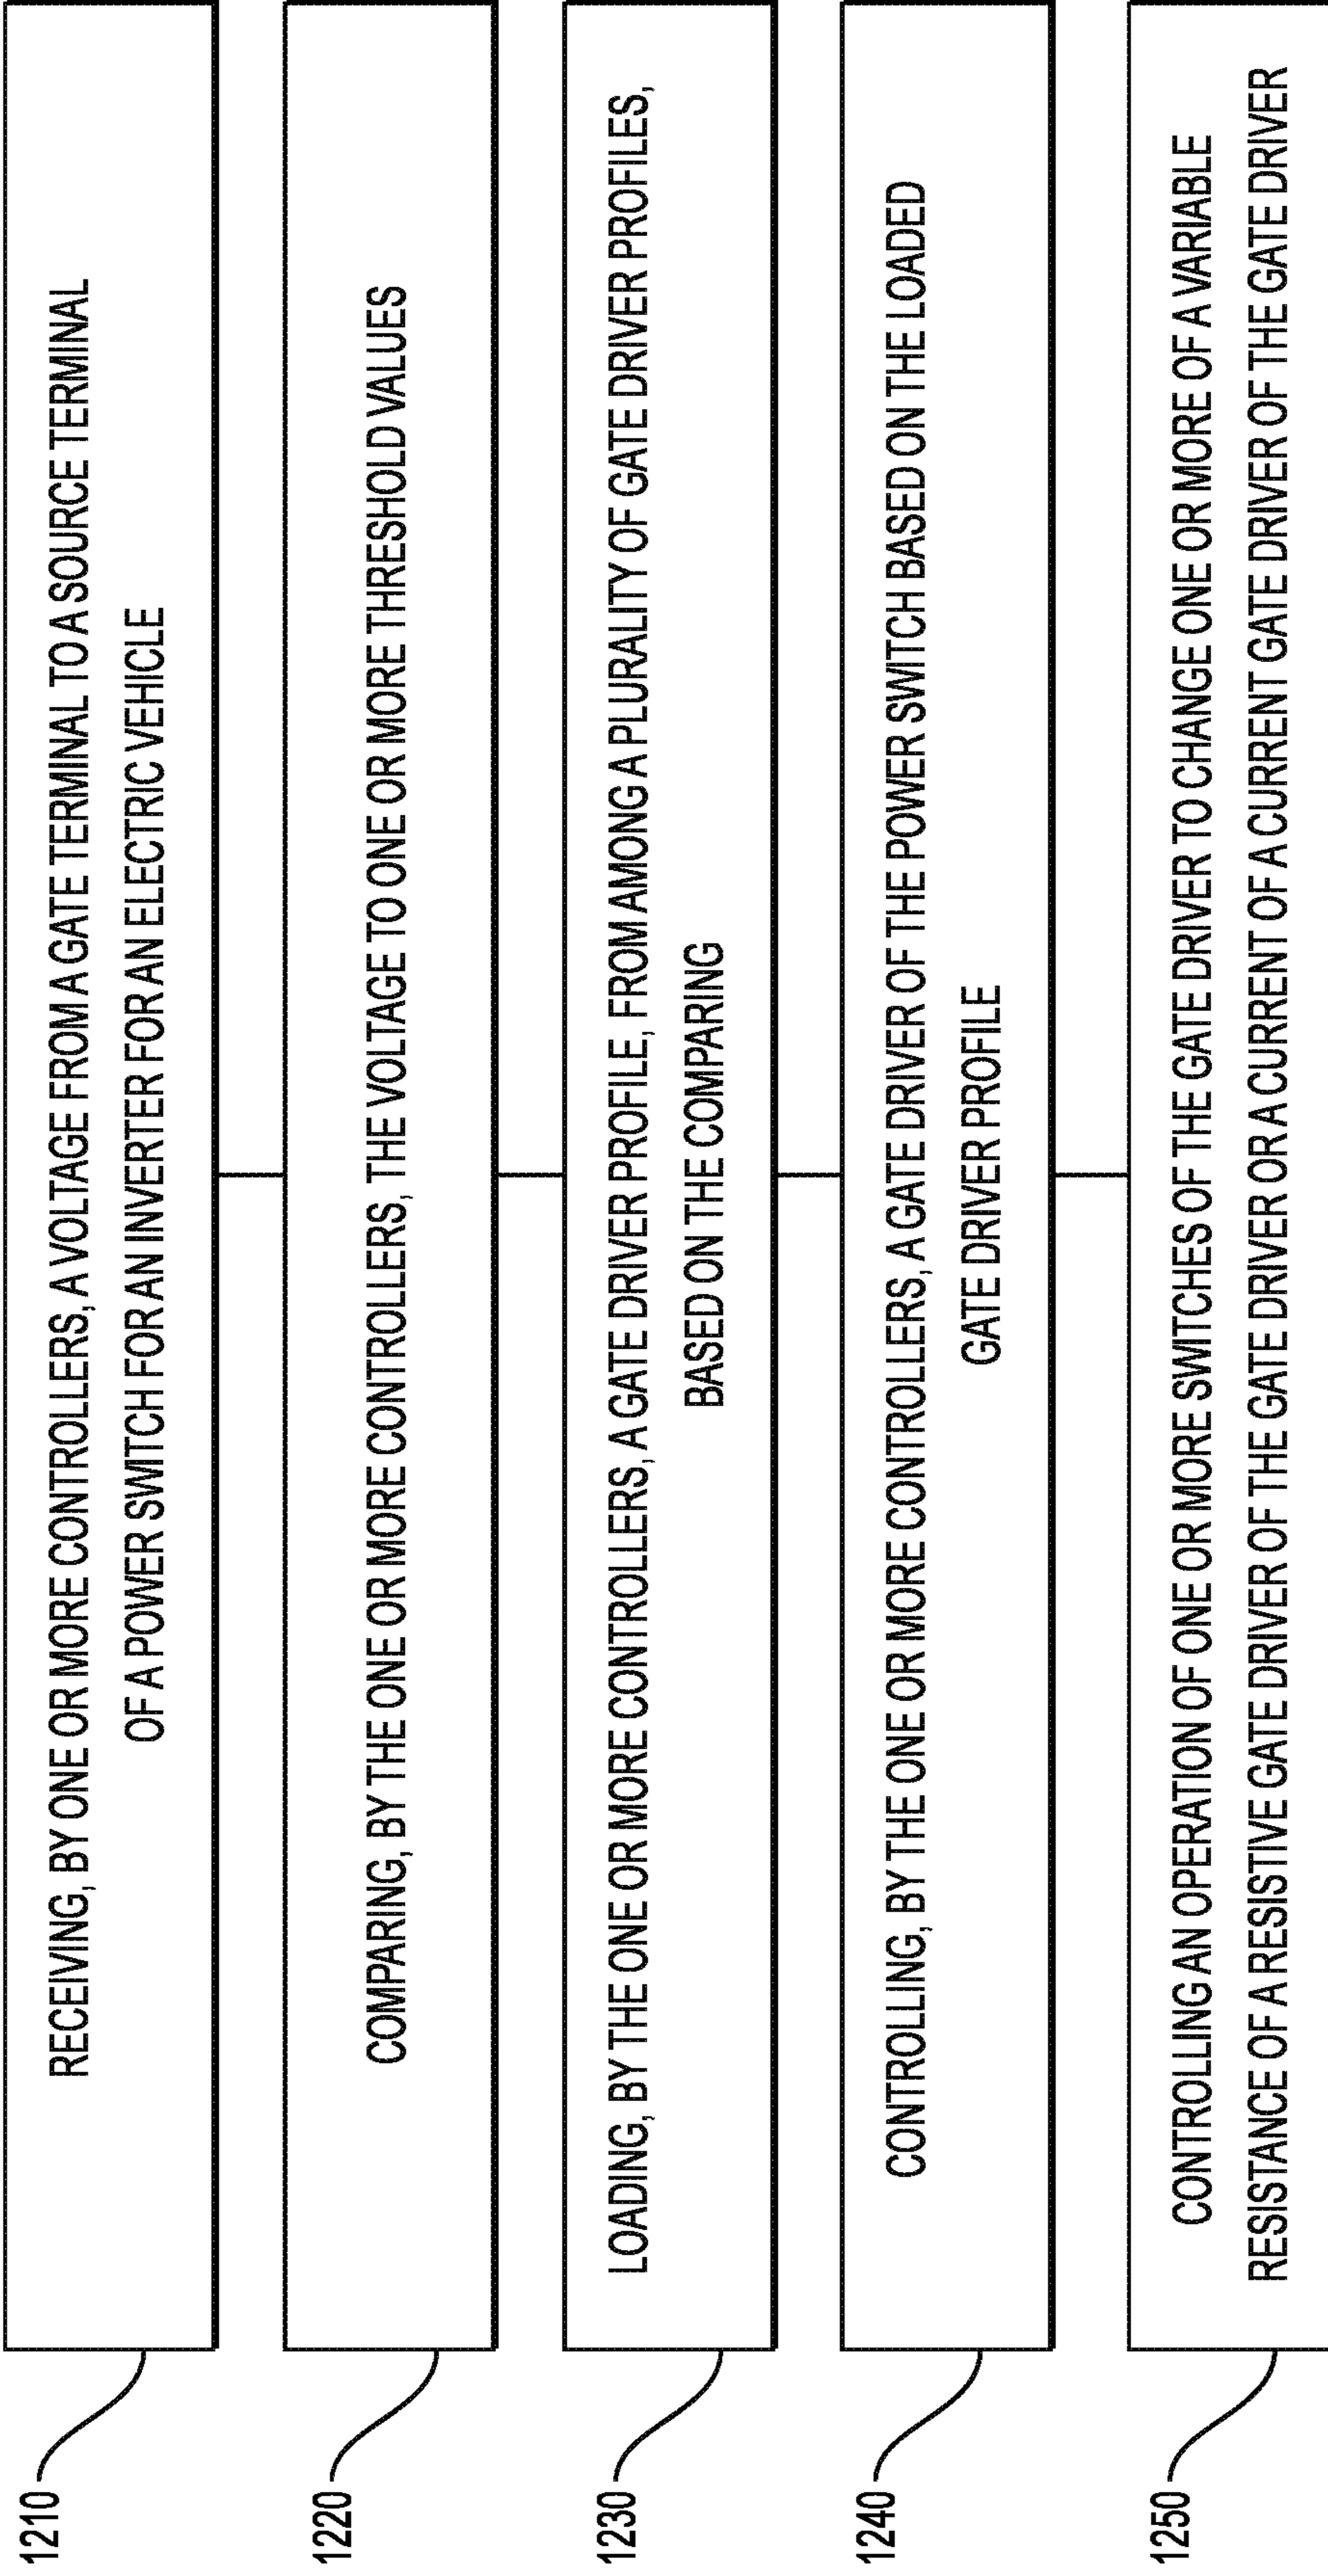 1210
RECEIVING, BY ONE OR MORE CONTROLLERS, A VOLTAGE FROM A GATE TERMINAL TO A SOURCE TERMINAL
OF A POWER SWITCH FOR AN INVERTER FOR AN ELECTRIC VEHICLE
1220
COMPARING, BY THE ONE OR MORE CONTROLLERS, THE VOLTAGE TO ONE OR MORE THRESHOLD VALUES
1230
LOADING, BY THE ONE OR MORE CONTROLLERS, A GATE DRIVER PROFILE, FROM AMONG A PLURALITY OF GATE DRIVER PROFILES,
BASED ON THE COMPARING
1240
CONTROLLING, BY THE ONE OR MORE CONTROLLERS, A GATE DRIVER OF THE POWER SWITCH BASED ON THE LOADED
GATE DRIVER PROFILE
1250
CONTROLLING AN OPERATION OF ONE OR MORE SWITCHES OF THE GATE DRIVER TO CHANGE ONE OR MORE OF A VARIABLE
RESISTANCE OF A RESISTIVE GATE DRIVER OF THE GATE DRIVER OR A CURRENT OF A CURRENT GATE DRIVER OF THE GATE DRIVER